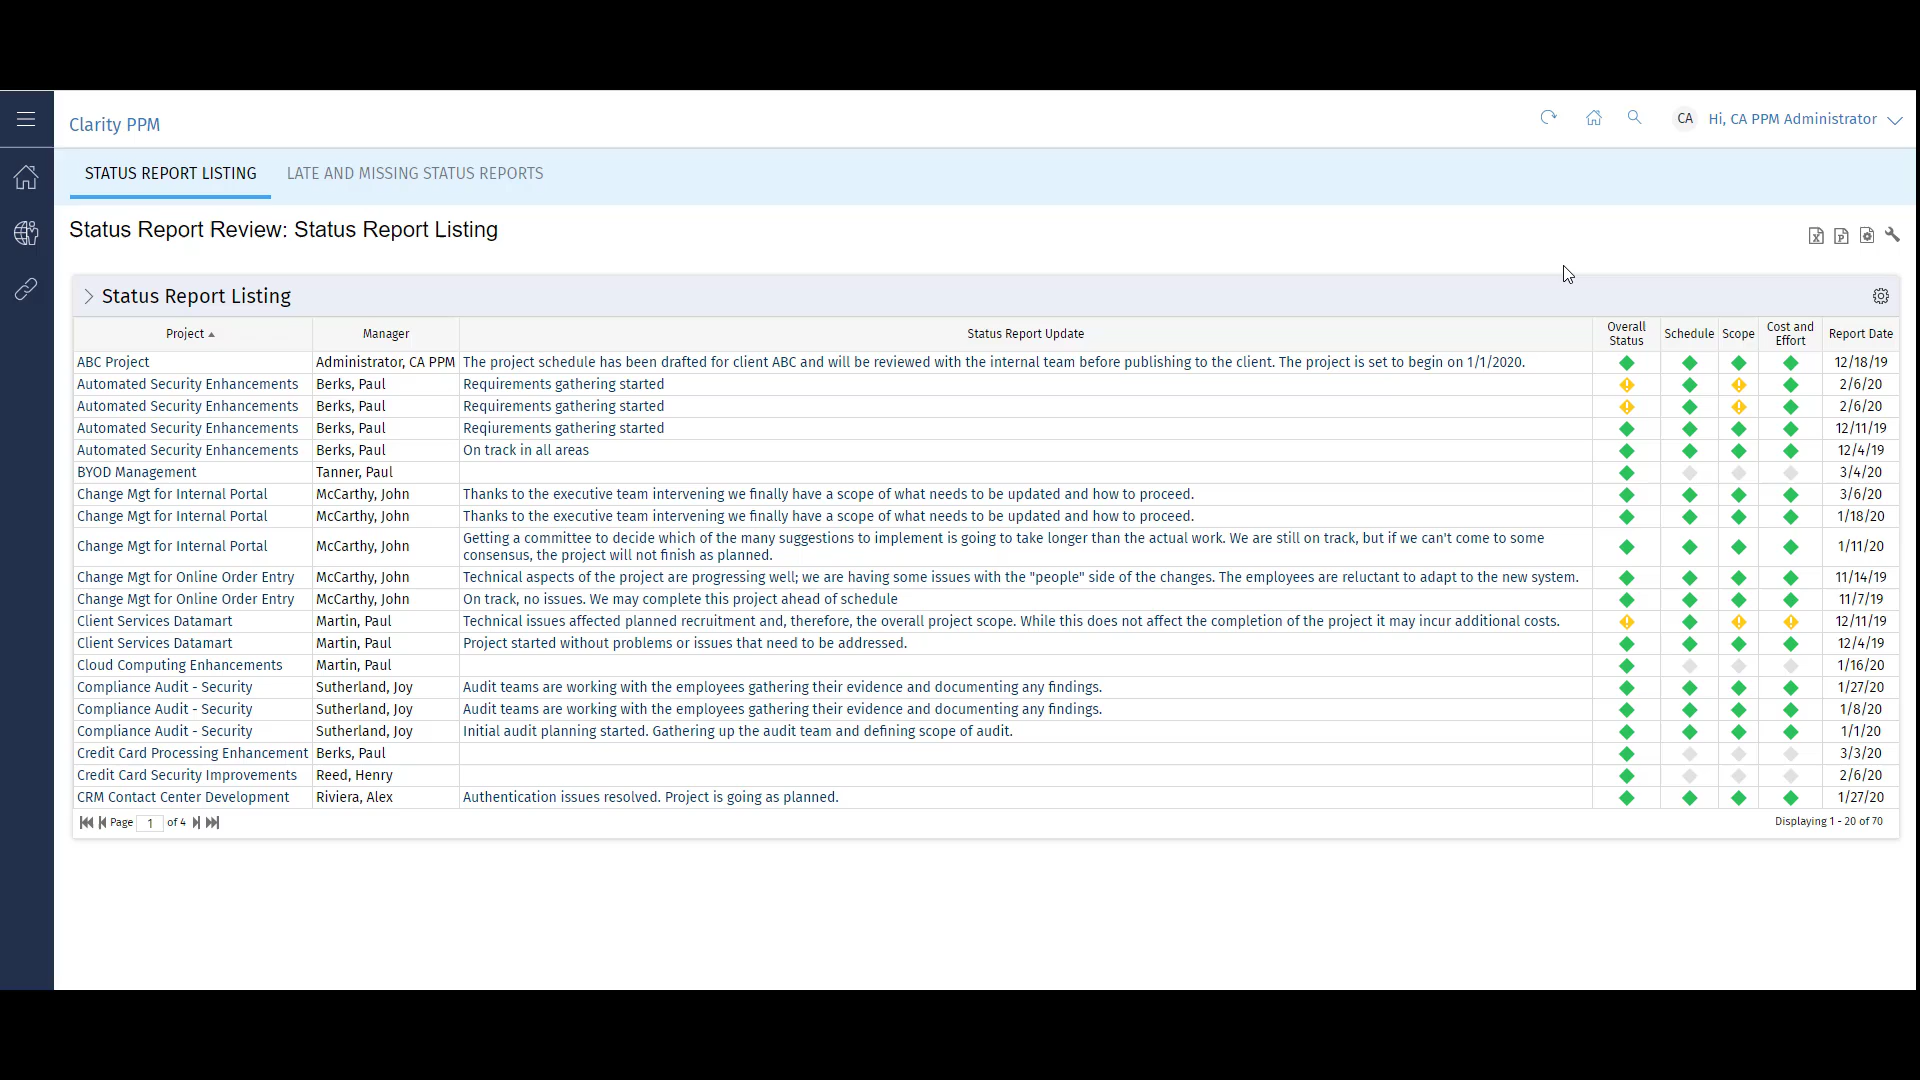 Clarity PPM
CA Hi, CA PPM Administrator
STATUS REPORT LISTING LATE AND MISSING STATUS REPORTS
Status Report Review: Status Report Listing
Status Report Listing
Project Manager Status Report Update Overall Status Schedule Scope Cost and Effort Report Date
ABC Project Administrator, CA PPM The project schedule has been drafted for client ABC and will be reviewed with the internal team before publishing to the client. The project is set to begin on 1/1/2020. 12/18/19
Automated Security Enhancements Berks, Paul Requirements gathering started 2/6/20
Automated Security Enhancements Berks, Paul Requirements gathering started 2/6/20
Automated Security Enhancements Berks, Paul Reqiurements gathering started 12/11/19
Automated Security Enhancements Berks, Paul On track in all areas 12/4/19
BYOD Management Tanner, Paul 3/4/20
Change Mgt for Internal Portal McCarthy, John Thanks to the executive team intervening we finally have a scope of what needs to be updated and how to proceed. 3/6/20
Change Mgt for Internal Portal McCarthy, John Thanks to the executive team intervening we finally have a scope of what needs to be updated and how to proceed. 1/18/20
Change Mgt for Internal Portal McCarthy, John Getting a committee to decide which of the many suggestions to implement is going to take longer than the actual work. We are still on track, but if we can't come to some
consensus, the project will not finish as planned. 1/11/20
Change Mgt for Online Order Entry McCarthy, John Technical aspects of the project are progressing well; we are having some issues with the "people" side of the changes. The employees are reluctant to adapt to the new system. 11/14/19
Change Mgt for Online Order Entry McCarthy, John On track, no issues. We may complete this project ahead of schedule 11/7/19
Client Services Datamart Martin, Paul Technical issues affected planned recruitment and, therefore, the overall project scope. While this does not affect the completion of the project it may incur additional costs. 12/11/19
Client Services Datamart Martin, Paul Project started without problems or issues that need to be addressed. 12/4/19
Cloud Computing Enhancements Martin, Paul 1/16/20
Compliance Audit - Security Sutherland, Joy Audit teams are working with the employees gathering their evidence and documenting any findings. 1/27/20
Compliance Audit - Security Sutherland, Joy Audit teams are working with the employees gathering their evidence and documenting any findings. 1/8/20
Compliance Audit - Security Sutherland, Joy Initial audit planning started. Gathering up the audit team and defining scope of audit. 1/1/20
Credit Card Processing Enhancement Berks, Paul 3/3/20
Credit Card Security Improvements Reed, Henry 2/6/20
CRM Contact Center Development Riviera, Alex Authentication issues resolved. Project is going as planned. 1/27/20
Page 1 of 4 Displaying 1 - 20 of 70